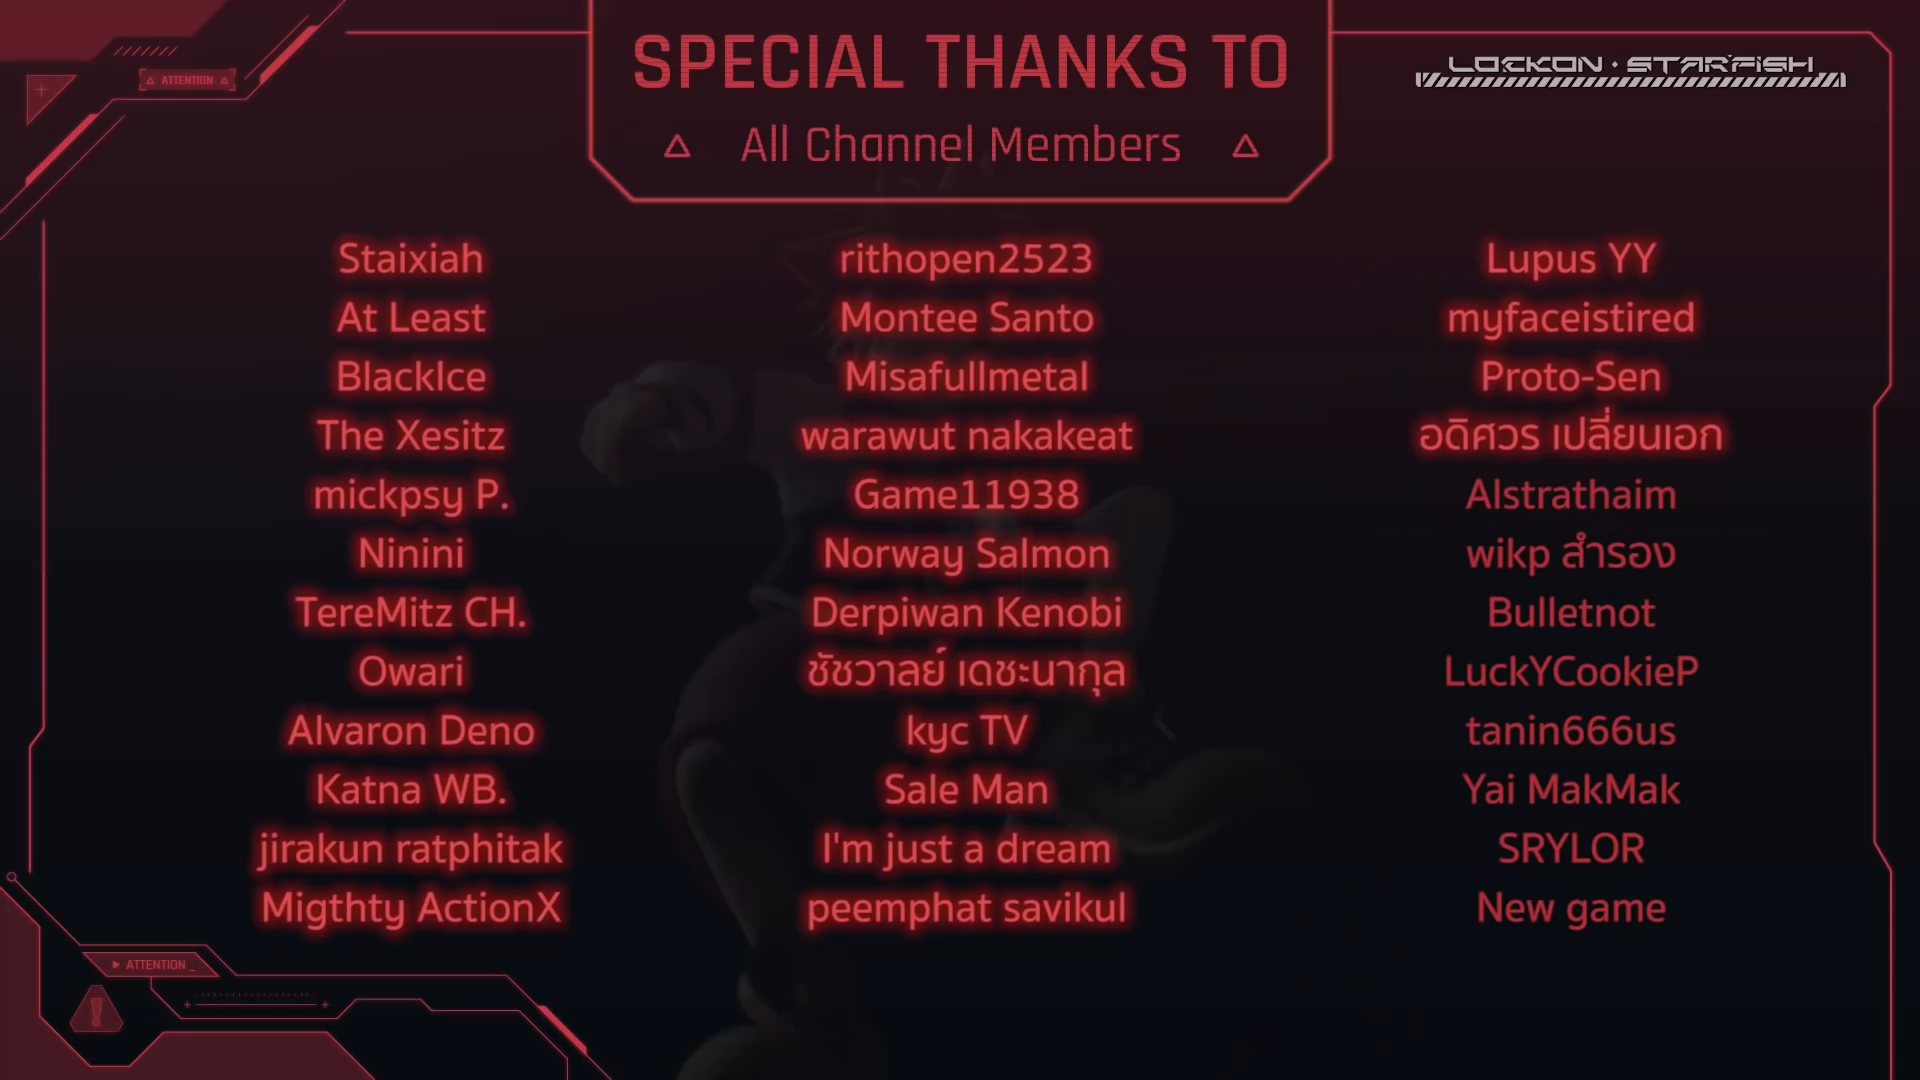 SPECIAL THANKS TO
All Channel Members
LOCKON · STARFISH
△ ATTENTION △
Staixiah
At Least
BlackIce
The Xesitz
mickpsy P.
Ninini
TereMitz CH.
Owari
Alvaron Deno
Katna WB.
jirakun ratphitak
Migthty ActionX
rithopen2523
Montee Santo
Misafullmetal
warawut nakakeat
Game11938
Norway Salmon
Derpiwan Kenobi
ชัชวาลย์ เดชะนากุล
kyc TV
Sale Man
I'm just a dream
peemphat savikul
Lupus YY
myfaceistired
Proto-Sen
อดิศวร เปลี่ยนเอก
Alstrathaim
wikp สำรอง
Bulletnot
LuckYCookieP
tanin666us
Yai MakMak
SRYLOR
New game
▶ ATTENTION _
!